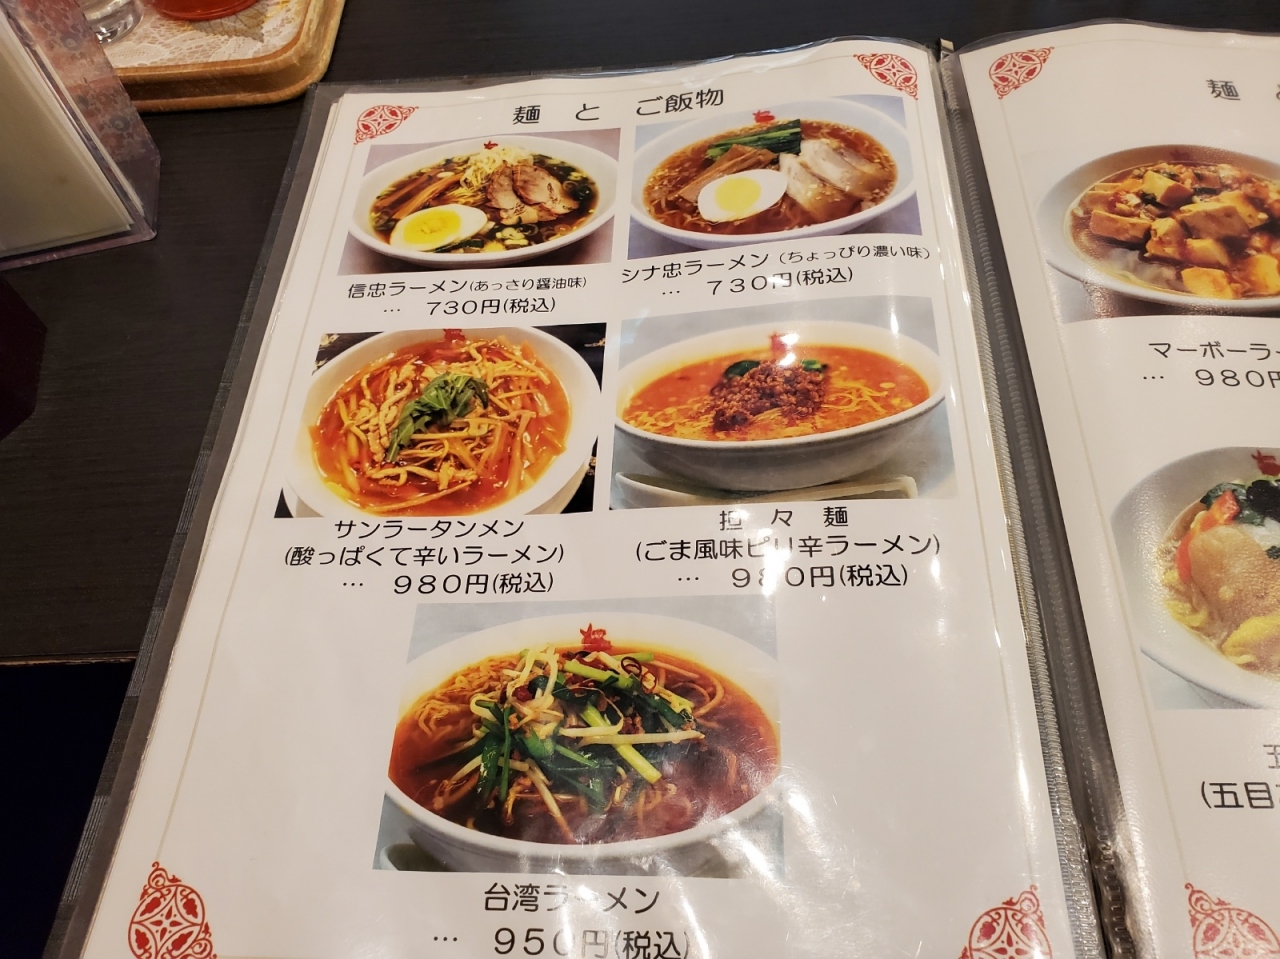 麺 と ご飯物
信忠ラーメン(あっさり醤油味)
… 730円(税込)
シナ忠ラーメン(ちょっぴり濃い味)
… 730円(税込)
サンラータンメン
(酸っぱくて辛いラーメン)
… 980円(税込)
担 々 麺
(ごま風味ピリ辛ラーメン)
… 980円(税込)
台湾ラーメン
… 950円(税込)
麺
マーボーラー
… 980円
五
(五目